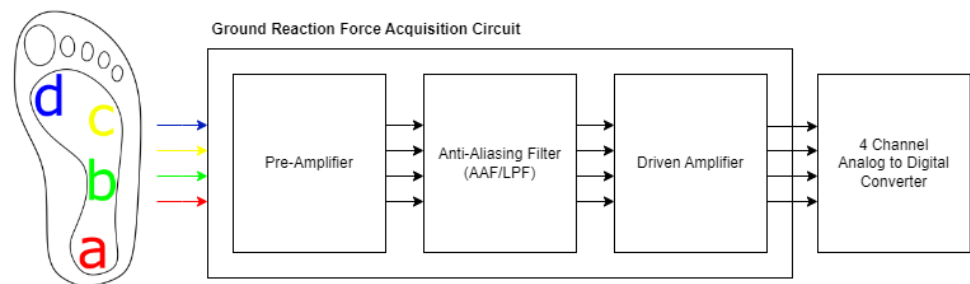 Ground Reaction Force Acquisition Circuit
d
c
b
a
Pre-Amplifier
Anti-Aliasing Filter
(AAF/LPF)
Driven Amplifier
4 Channel
Analog to Digital
Converter